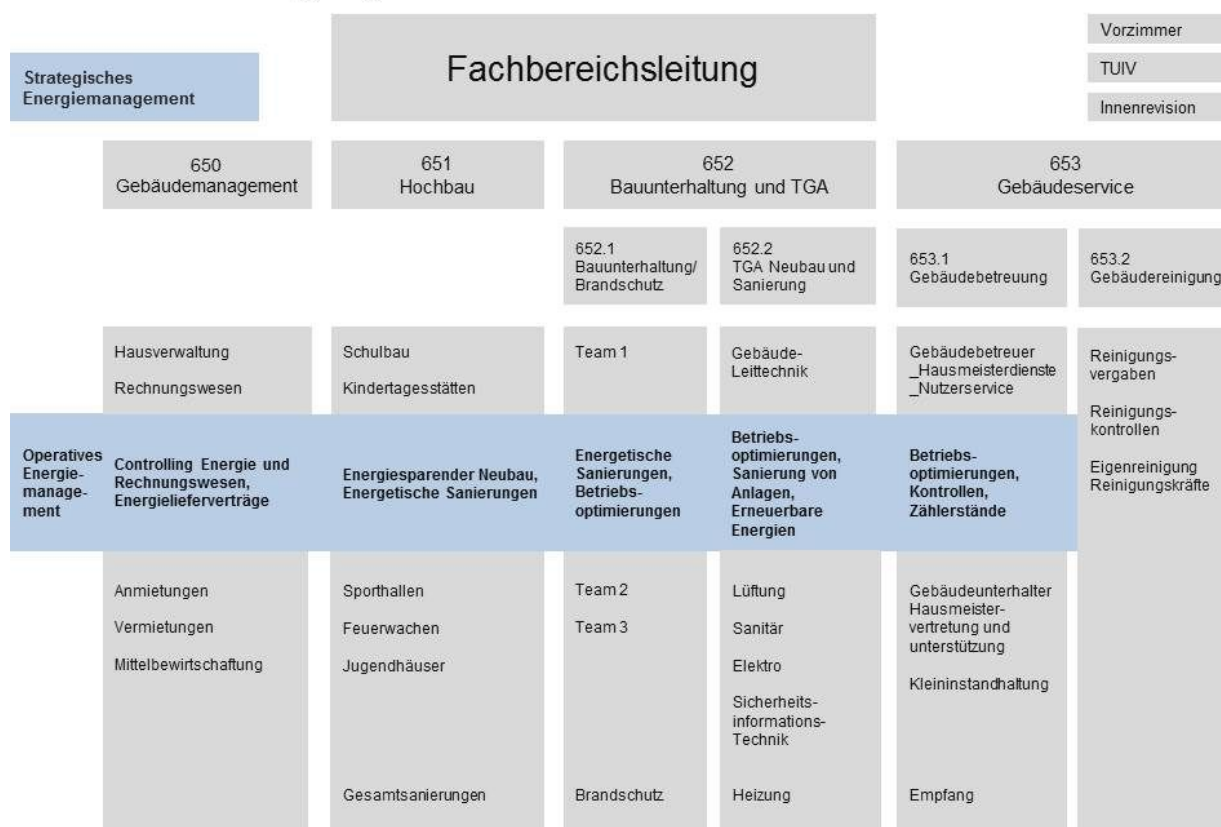 Fachbereichsleitung
Vorzimmer
TUIV
Innenrevision
Strategisches
Energiemanagement
650
Gebäudemanagement
651
Hochbau
652
Bauunterhaltung und TGA
653
Gebäudeservice
652.1
Bauunterhaltung/
Brandschutz
652.2
TGA Neubau und
Sanierung
653.1
Gebäudebetreuung
653.2
Gebäudereinigung
Hausverwaltung
Rechnungswesen
Schulbau
Kindertagesstätten
Team 1
Gebäude-
Leittechnik
Gebäudebetreuer
_Hausmeisterdienste
_Nutzerservice
Reinigungs-
vergaben
Reinigungs-
kontrollen
Eigenreinigung
Reinigungskräfte
Operatives
Energie-
manage-
ment
Controlling Energie und
Rechnungswesen,
Energielieferverträge
Energiesparender Neubau,
Energetische Sanierungen
Energetische
Sanierungen,
Betriebs-
optimierungen
Betriebs-
optimierungen,
Sanierung von
Anlagen,
Erneuerbare
Energien
Betriebs-
optimierungen,
Kontrollen,
Zählerstände
Anmietungen
Vermietungen
Mittelbewirtschaftung
Sporthallen
Feuerwachen
Jugendhäuser
Gesamtsanierungen
Team 2
Team 3
Brandschutz
Lüftung
Sanitär
Elektro
Sicherheits-
informations-
Technik
Heizung
Gebäudeunterhalter
Hausmeister-
vertretung und
unterstützung
Kleininstandhaltung
Empfang